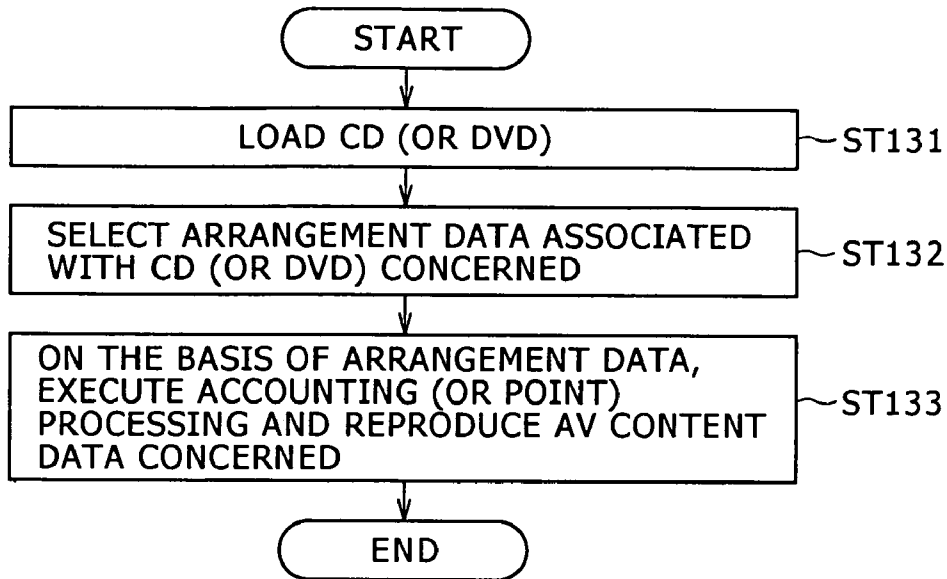 START
LOAD CD (OR DVD)
ST131
SELECT ARRANGEMENT DATA ASSOCIATED
WITH CD (OR DVD) CONCERNED
ST132
ON THE BASIS OF ARRANGEMENT DATA,
EXECUTE ACCOUNTING (OR POINT)
PROCESSING AND REPRODUCE AV CONTENT
DATA CONCERNED
ST133
END